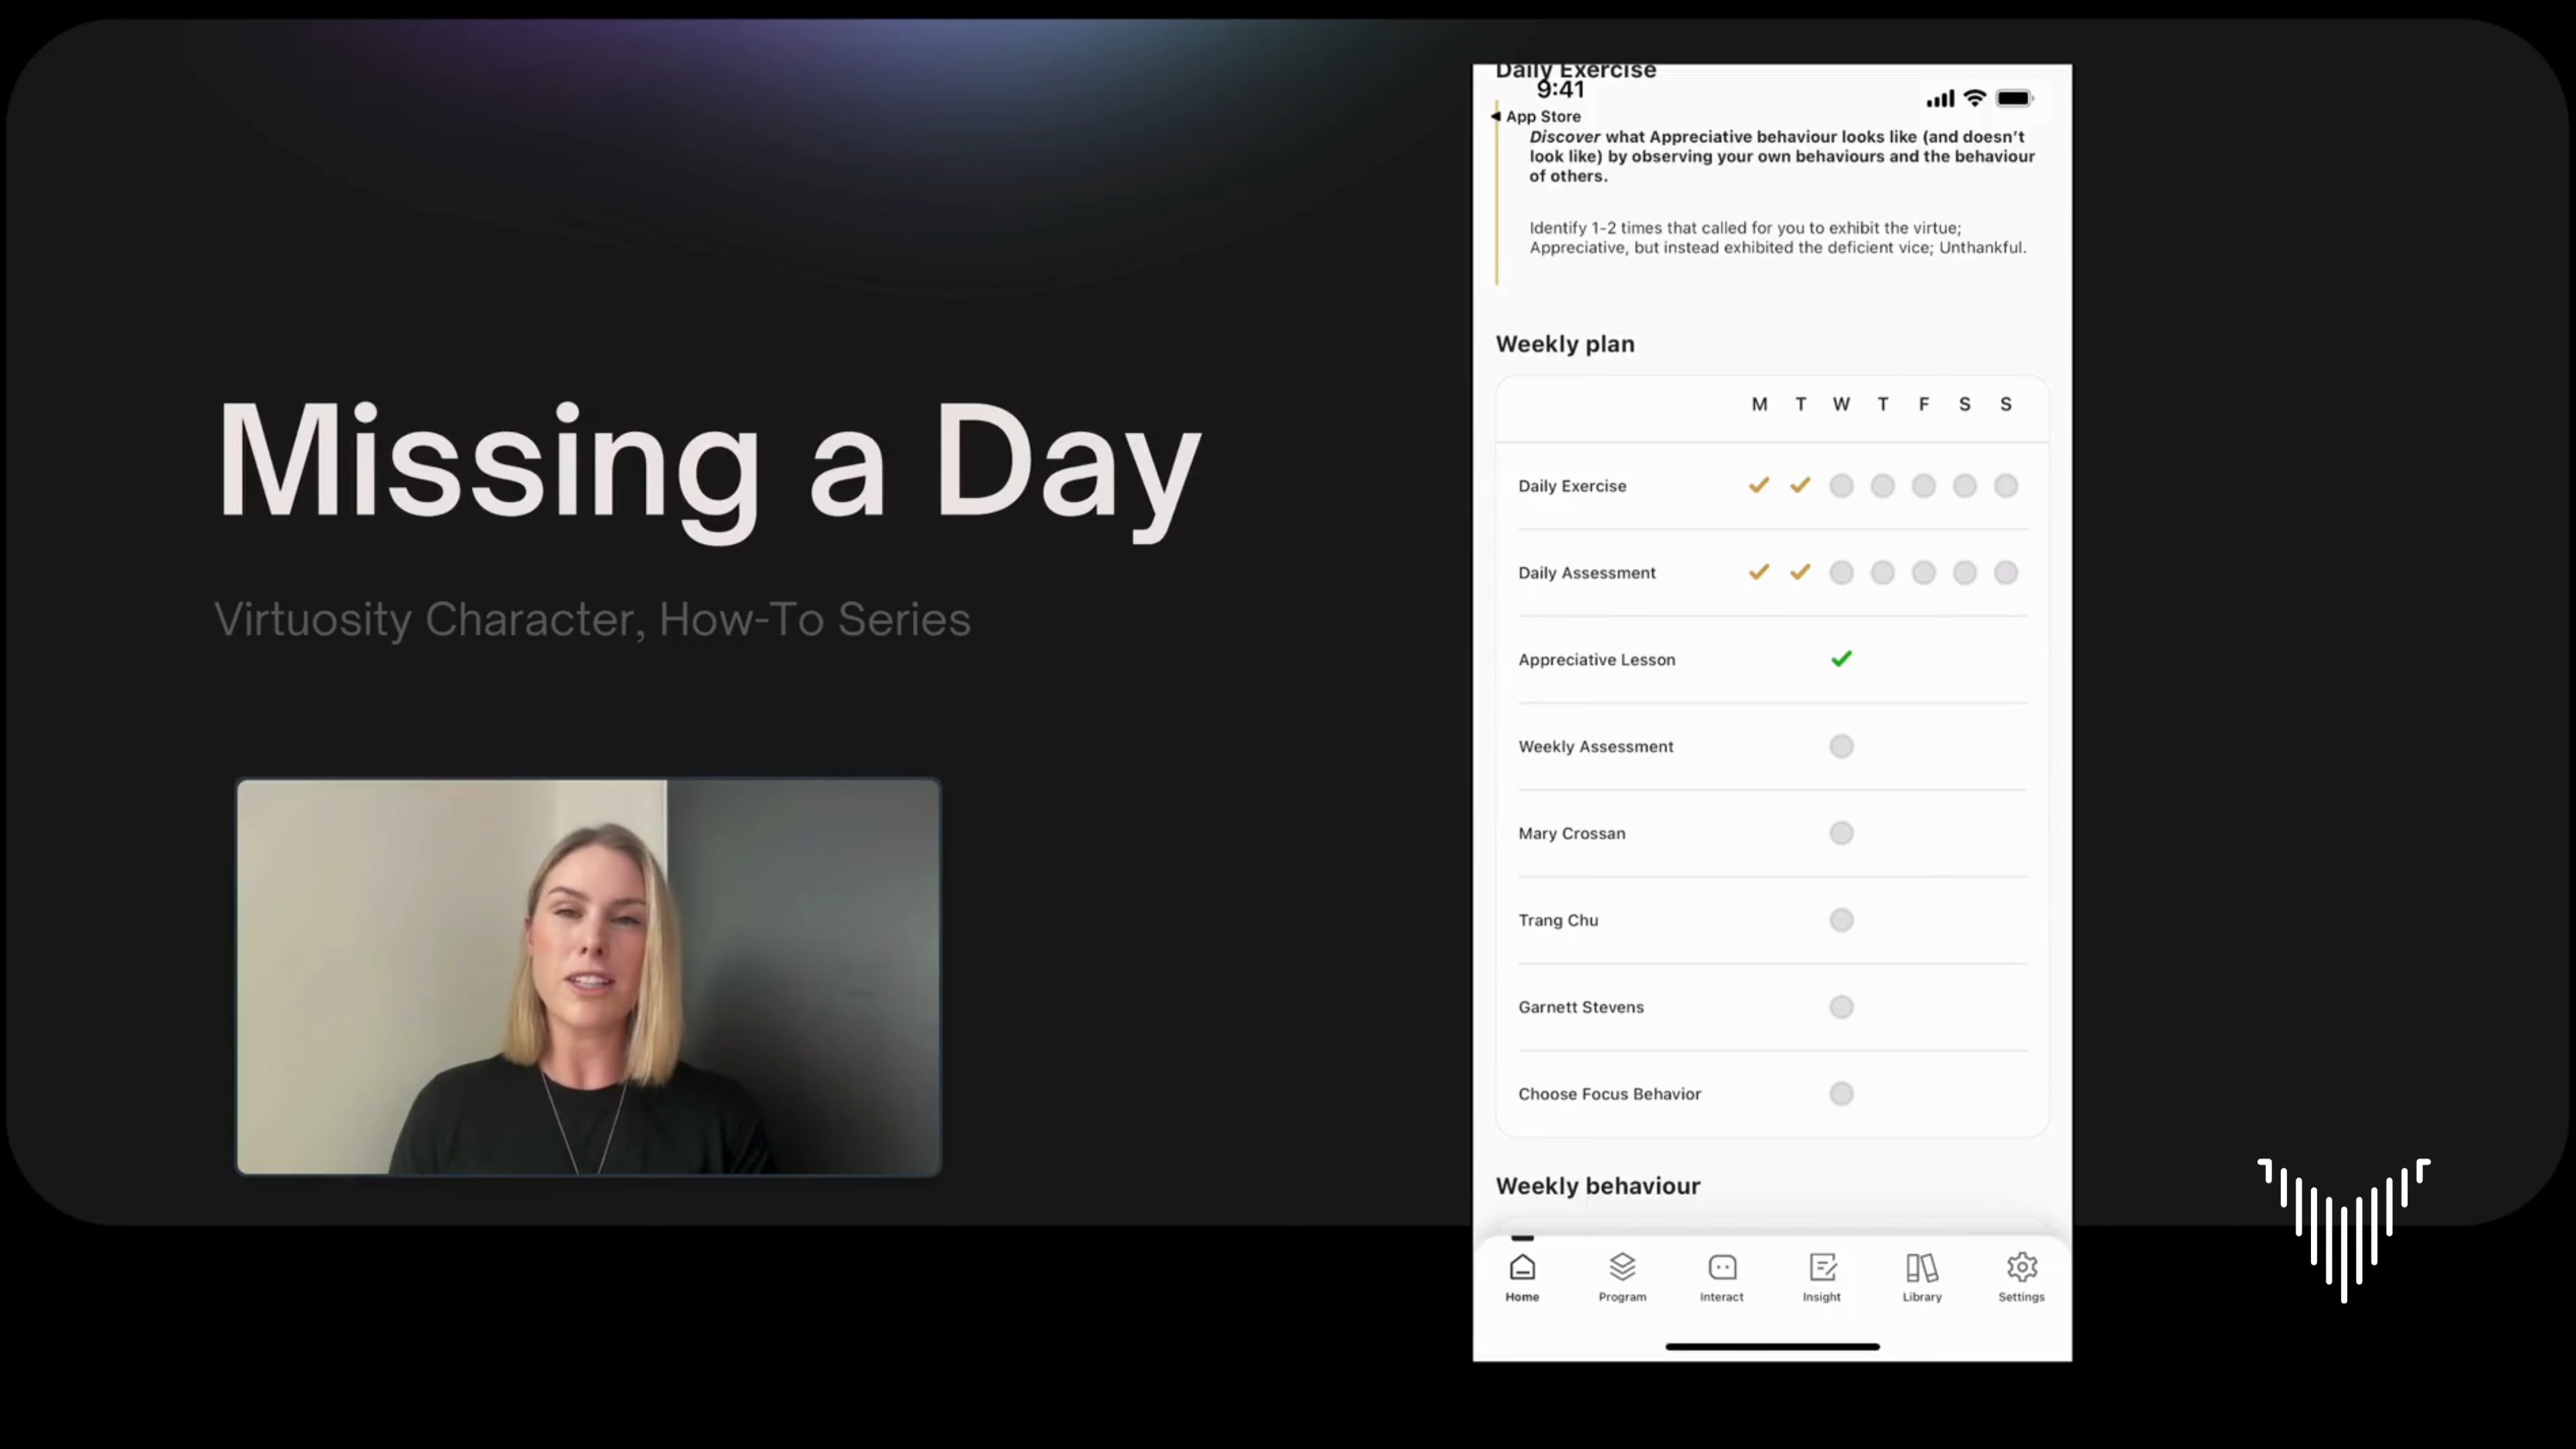 Missing a Day
Virtuosity Character, How-To Series
Daily Exercise
9:41
◀ App Store
Discover what Appreciative behaviour looks like (and doesn't
look like) by observing your own behaviours and the behaviour
of others.
Identify 1-2 times that called for you to exhibit the virtue;
Appreciative, but instead exhibited the deficient vice; Unthankful.
Weekly plan
M T W T F S S
Daily Exercise
Daily Assessment
Appreciative Lesson
Weekly Assessment
Mary Crossan
Trang Chu
Garnett Stevens
Choose Focus Behavior
Weekly behaviour
Home Program Interact Insight Library Settings